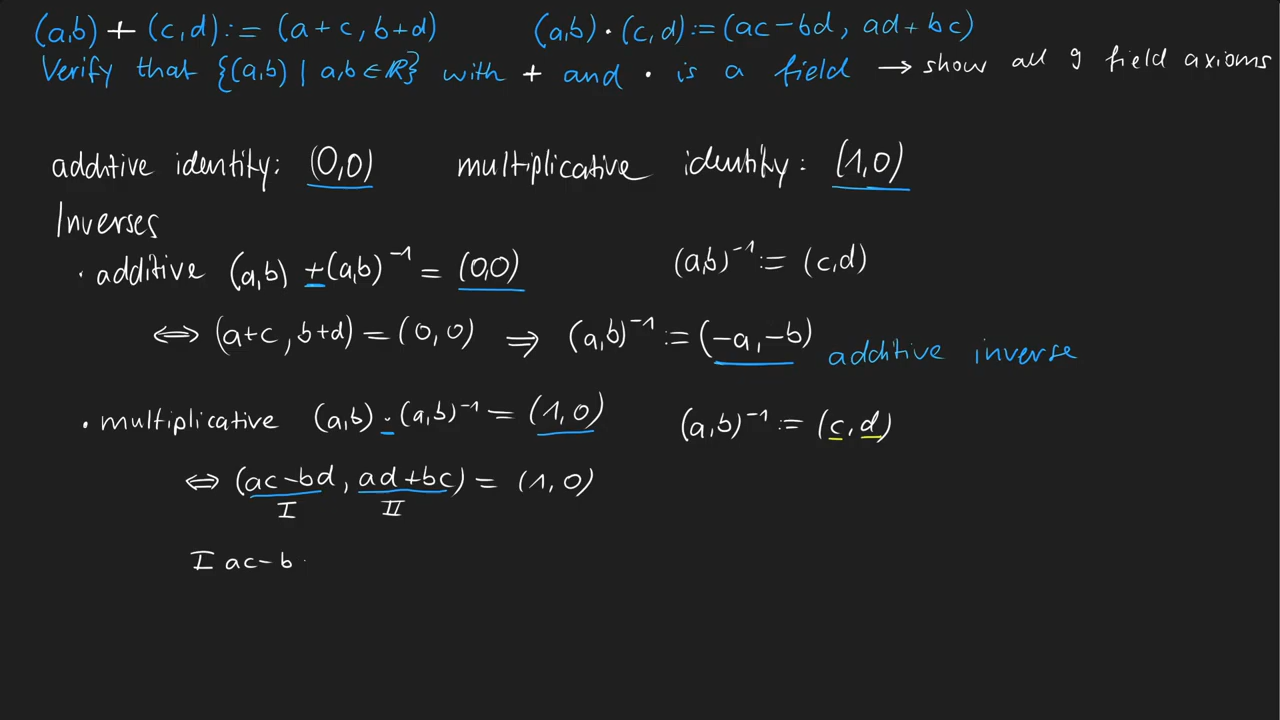 (a,b) + (c,d) := (a+c, b+d) (a,b) · (c,d) := (ac-bd, ad+bc)
Verify that {(a,b) | a,b ∈ ℝ} with + and · is a field → show all 9 field axioms
additive identity: (0,0) multiplicative identity: (1,0)
Inverses
· additive (a,b) + (a,b)⁻¹ = (0,0) (a,b)⁻¹ := (c,d)
⇔ (a+c, b+d) = (0,0) ⇒ (a,b)⁻¹ := (-a,-b) additive inverse
· multiplicative (a,b) · (a,b)⁻¹ = (1,0) (a,b)⁻¹ := (c,d)
⇔ (ac-bd, ad+bc) = (1,0)
I II
I ac-b